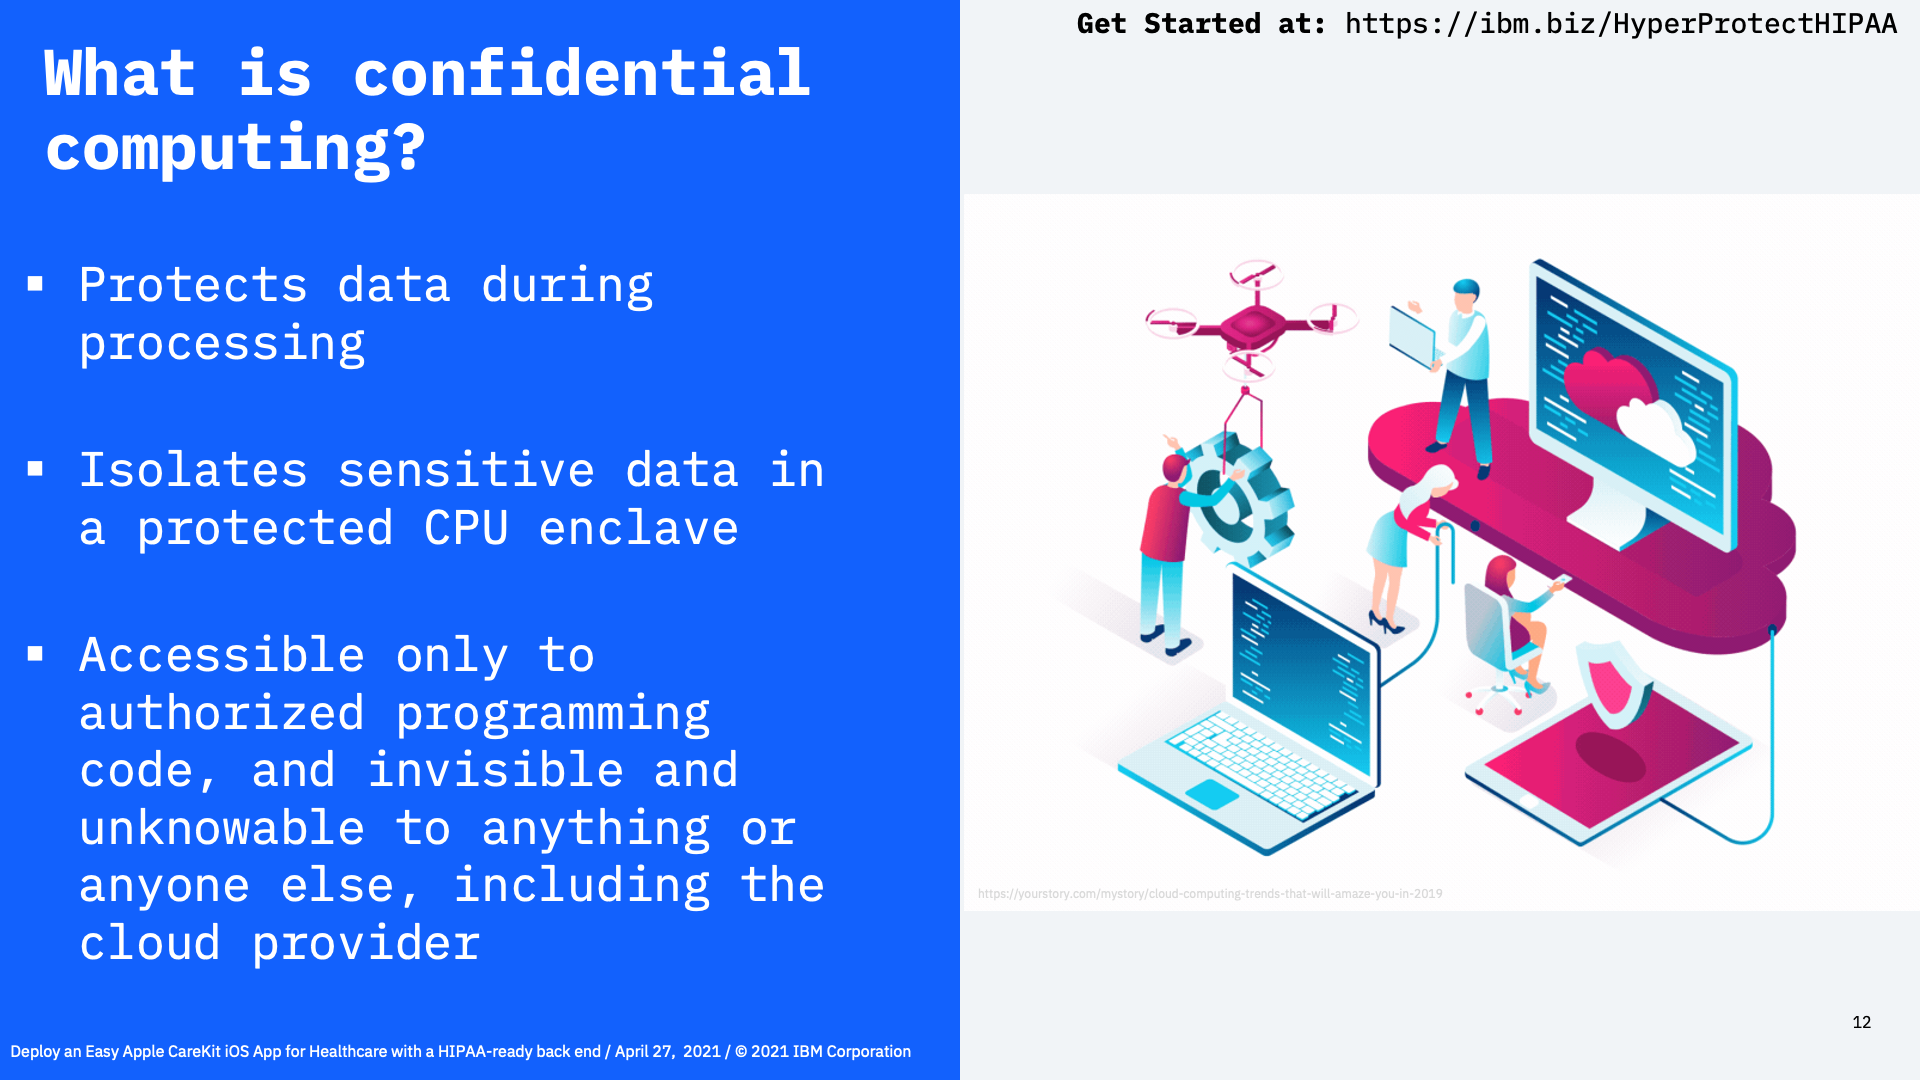 Get Started at: https://ibm.biz/HyperProtectHIPAA
What is confidential
computing?
▪ Protects data during
processing
▪ Isolates sensitive data in
a protected CPU enclave
▪ Accessible only to
authorized programming
code, and invisible and
unknowable to anything or
anyone else, including the
cloud provider
https://yourstory.com/mystory/cloud-computing-trends-that-will-amaze-you-in-2019
12
Deploy an Easy Apple CareKit iOS App for Healthcare with a HIPAA-ready back end / April 27, 2021 / © 2021 IBM Corporation